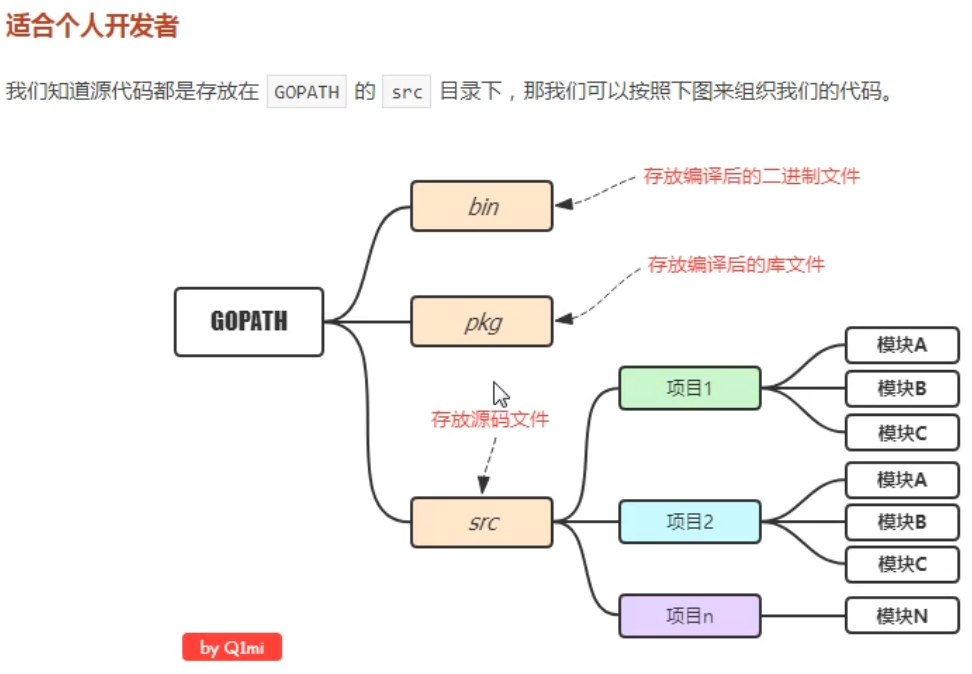 适合个人开发者
我们知道源代码都是存放在 GOPATH 的 src 目录下，那我们可以按照下图来组织我们的代码。
存放编译后的二进制文件
bin
存放编译后的库文件
GOPATH
pkg
模块A
项目1
模块B
存放源码文件
模块C
模块A
src
项目2
模块B
模块C
项目n
模块N
by Q1mi